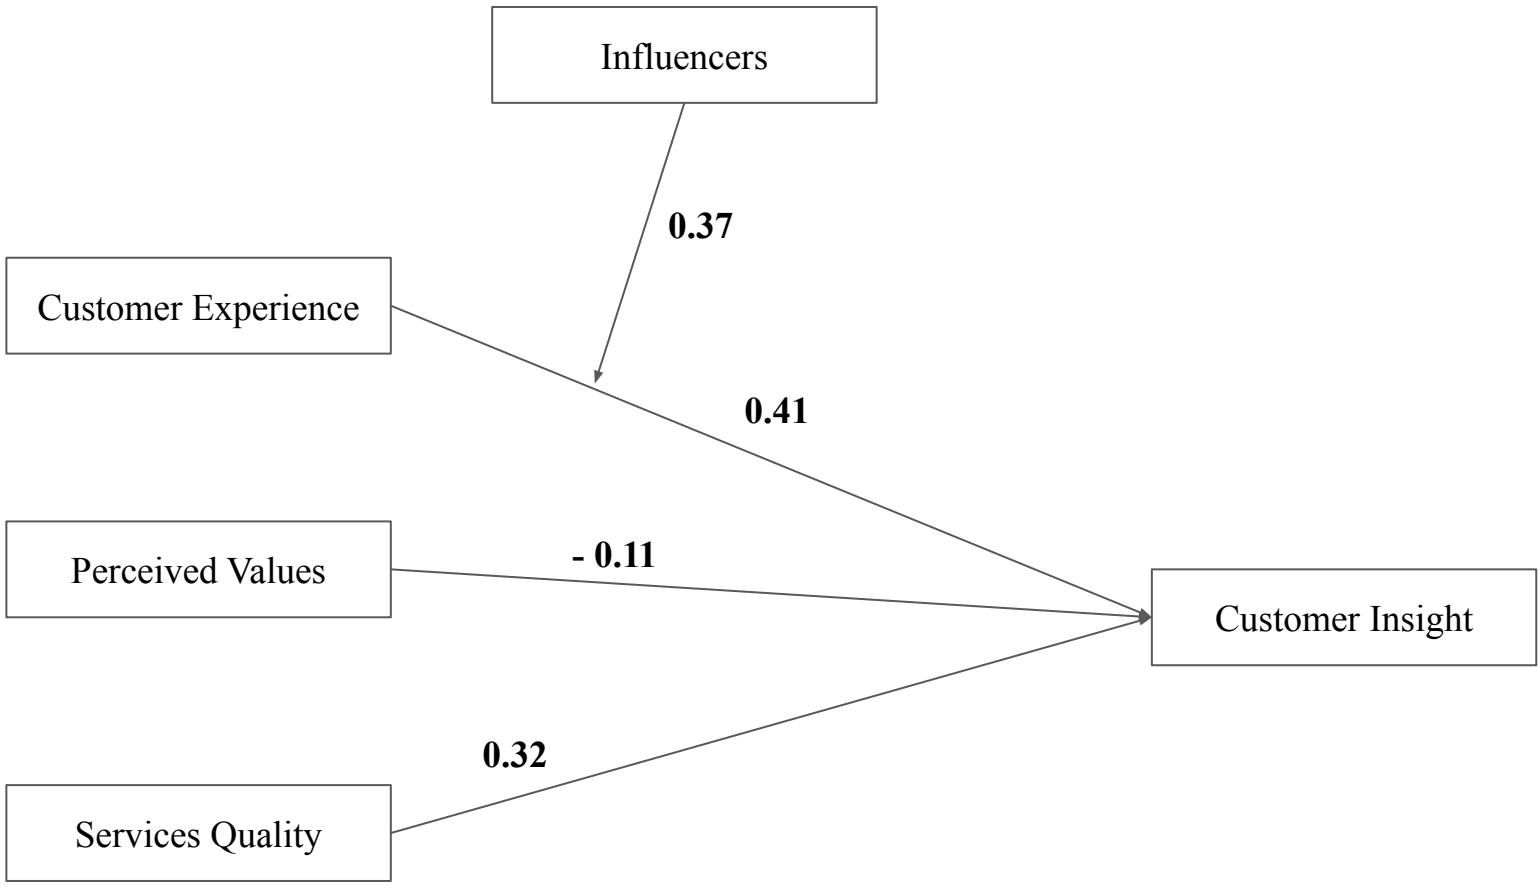 Influencers
0.37
Customer Experience
0.41
- 0.11
Perceived Values
Customer Insight
0.32
Services Quality